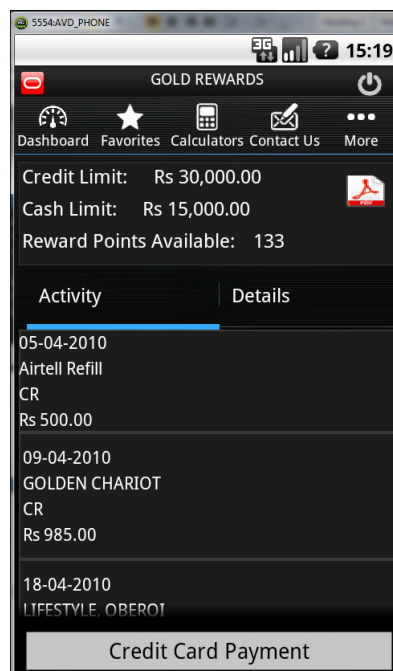 5554:AVD_PHONE
3G ? 15:19
GOLD REWARDS
Dashboard Favorites Calculators Contact Us More
Credit Limit: Rs 30,000.00
Cash Limit: Rs 15,000.00
PDF
Reward Points Available: 133
Activity Details
05-04-2010
Airtell Refill
CR
Rs 500.00
09-04-2010
GOLDEN CHARIOT
CR
Rs 985.00
18-04-2010
LIFESTYLE, OBEROI
Credit Card Payment